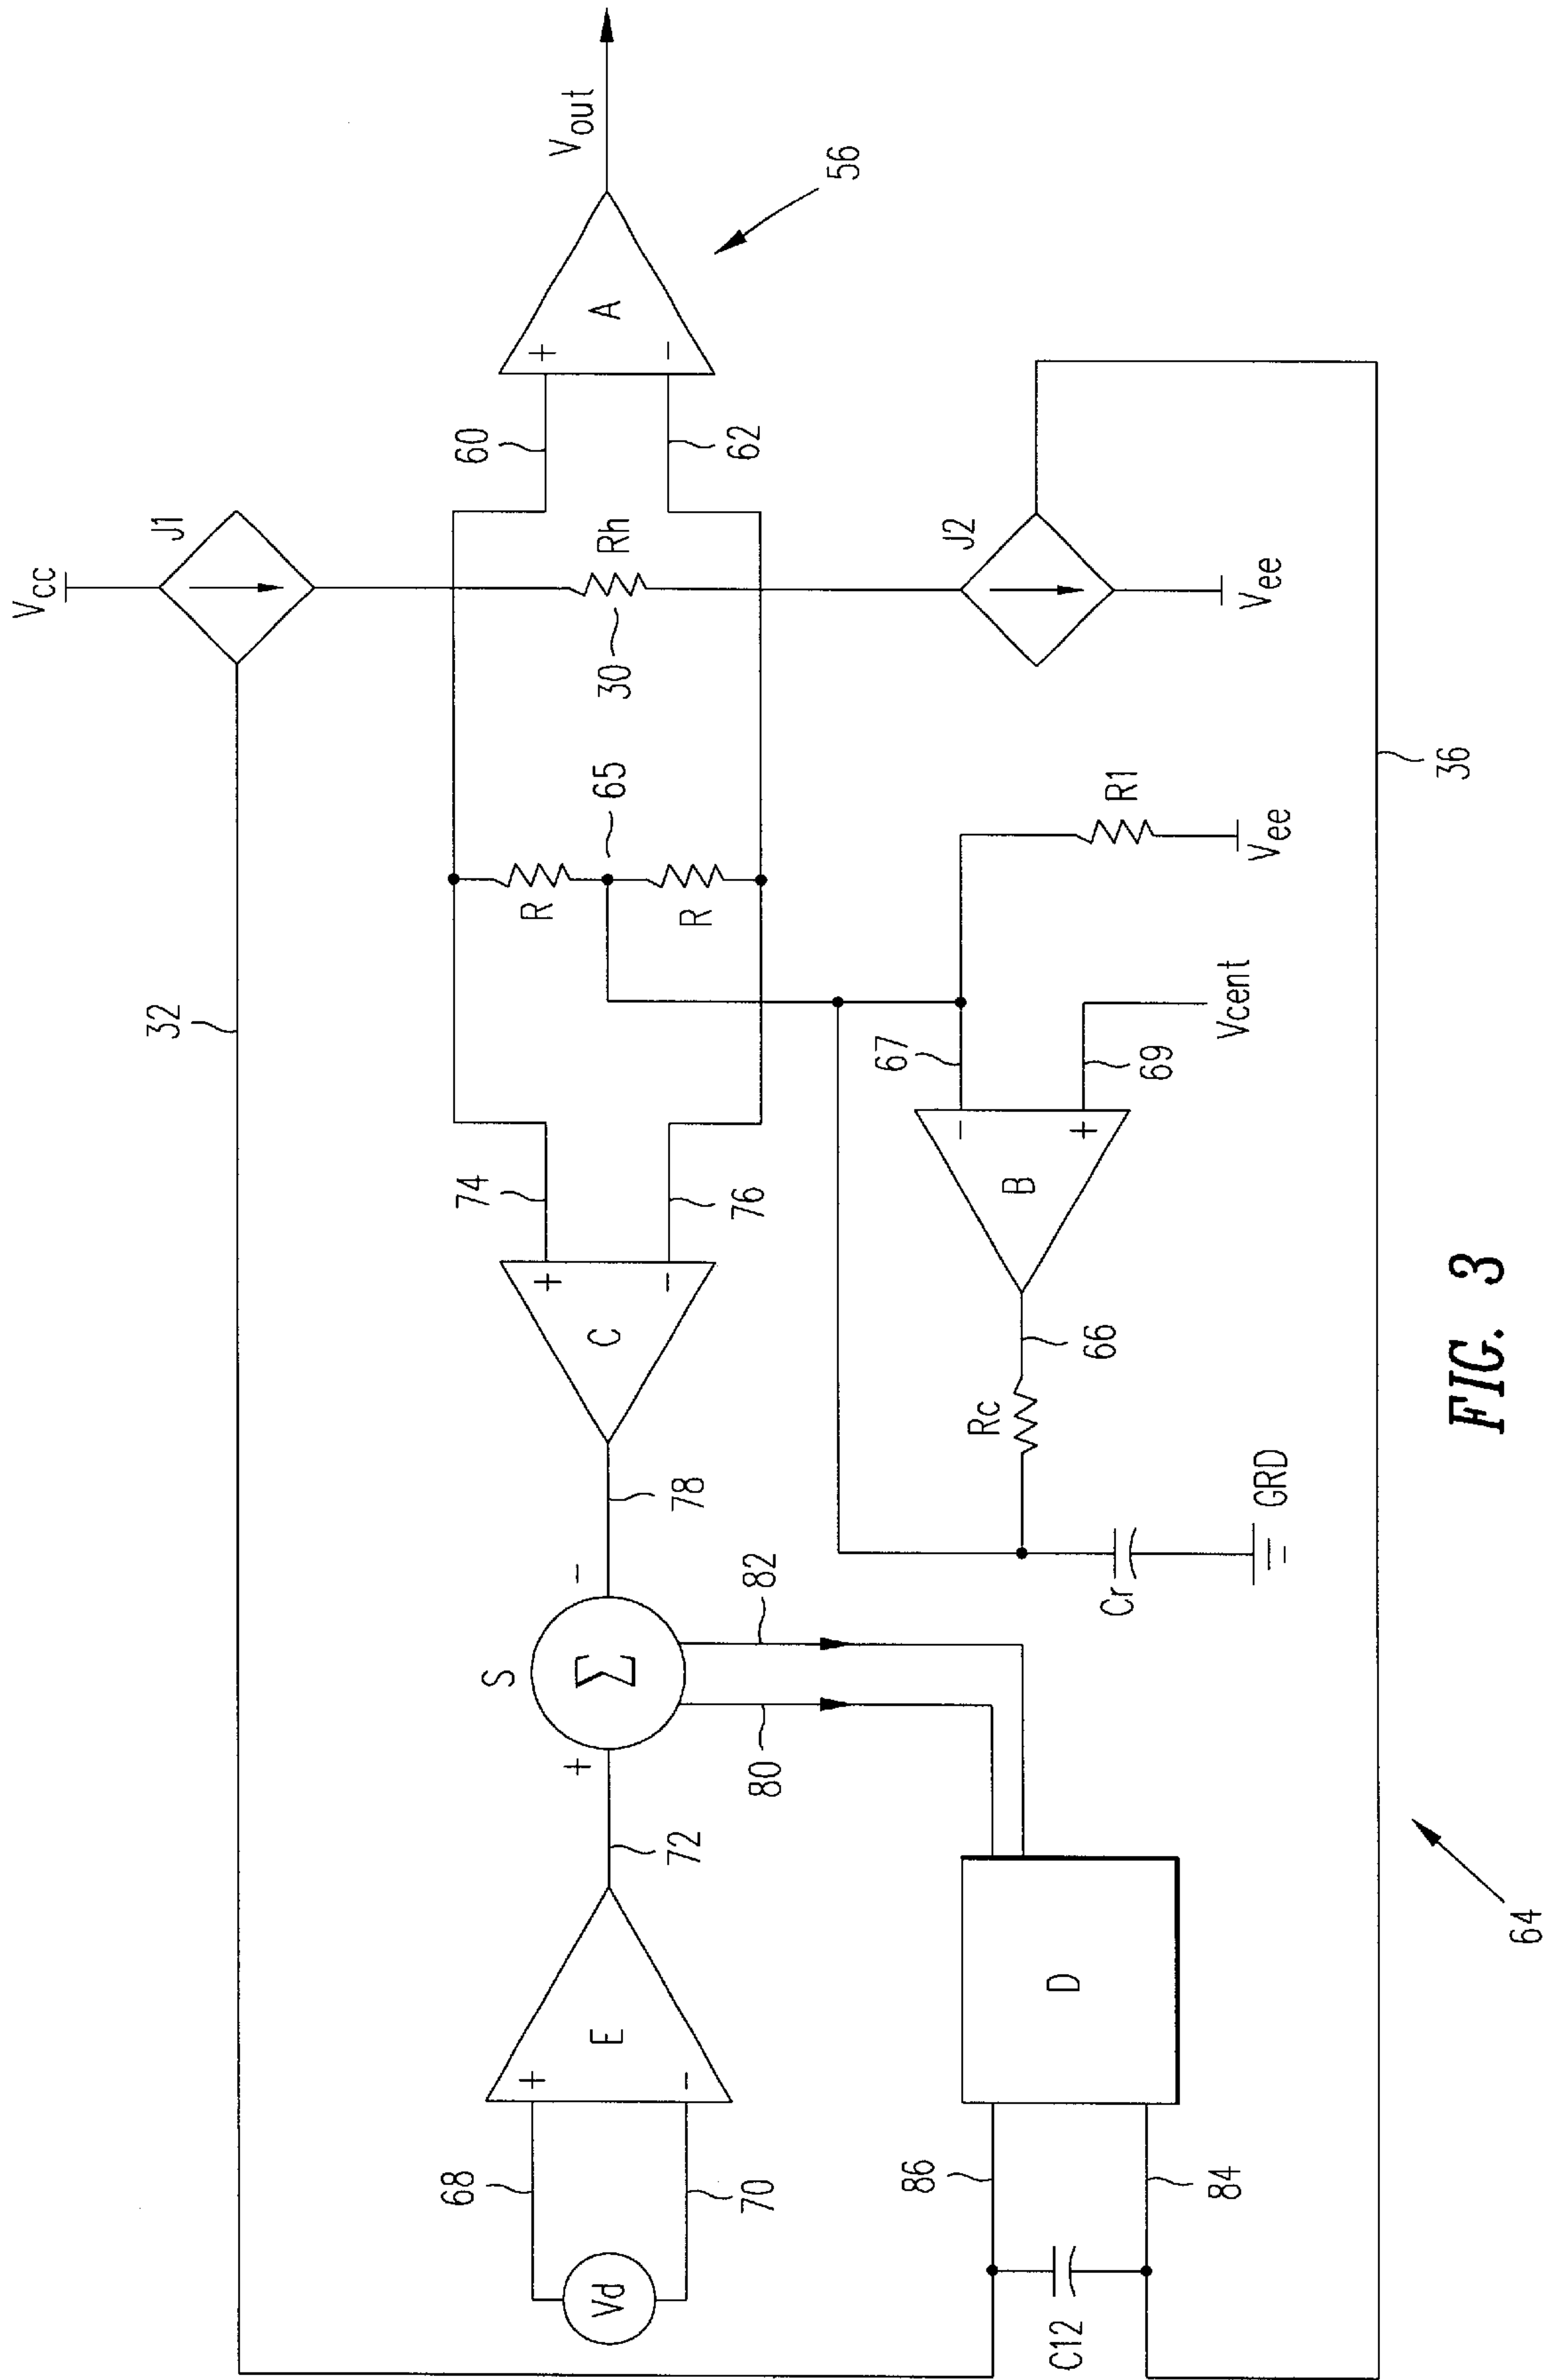 Vcc
J1
32
Vout
60
A
+
-
62
56
Rh
30
65
R
R
74
76
C
+
-
78
-
S
Σ
+
72
E
+
-
68
70
Vd
82
80
J2
Vee
R1
Vee
67
69
Vcent
-
+
B
66
Rc
Cr
GRD
D
86
84
C12
36
64
FIG. 3